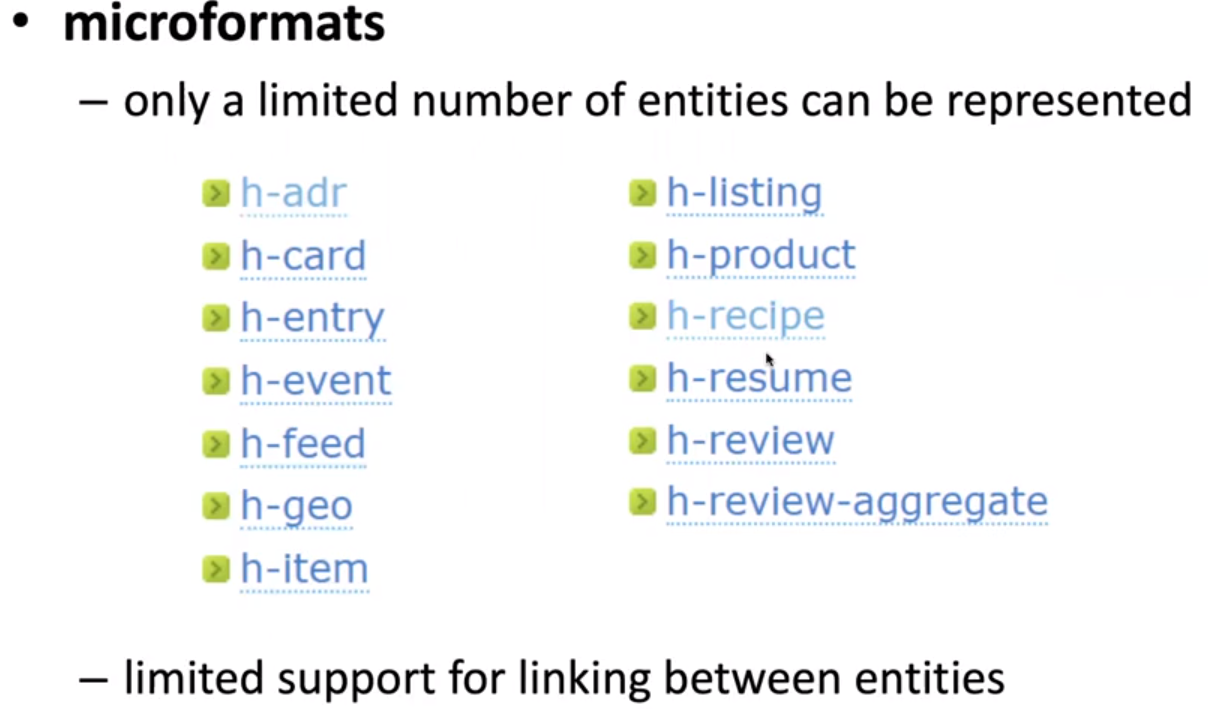 • microformats
– only a limited number of entities can be represented
h-adr
h-card
h-entry
h-event
h-feed
h-geo
h-item
h-listing
h-product
h-recipe
h-resume
h-review
h-review-aggregate
– limited support for linking between entities